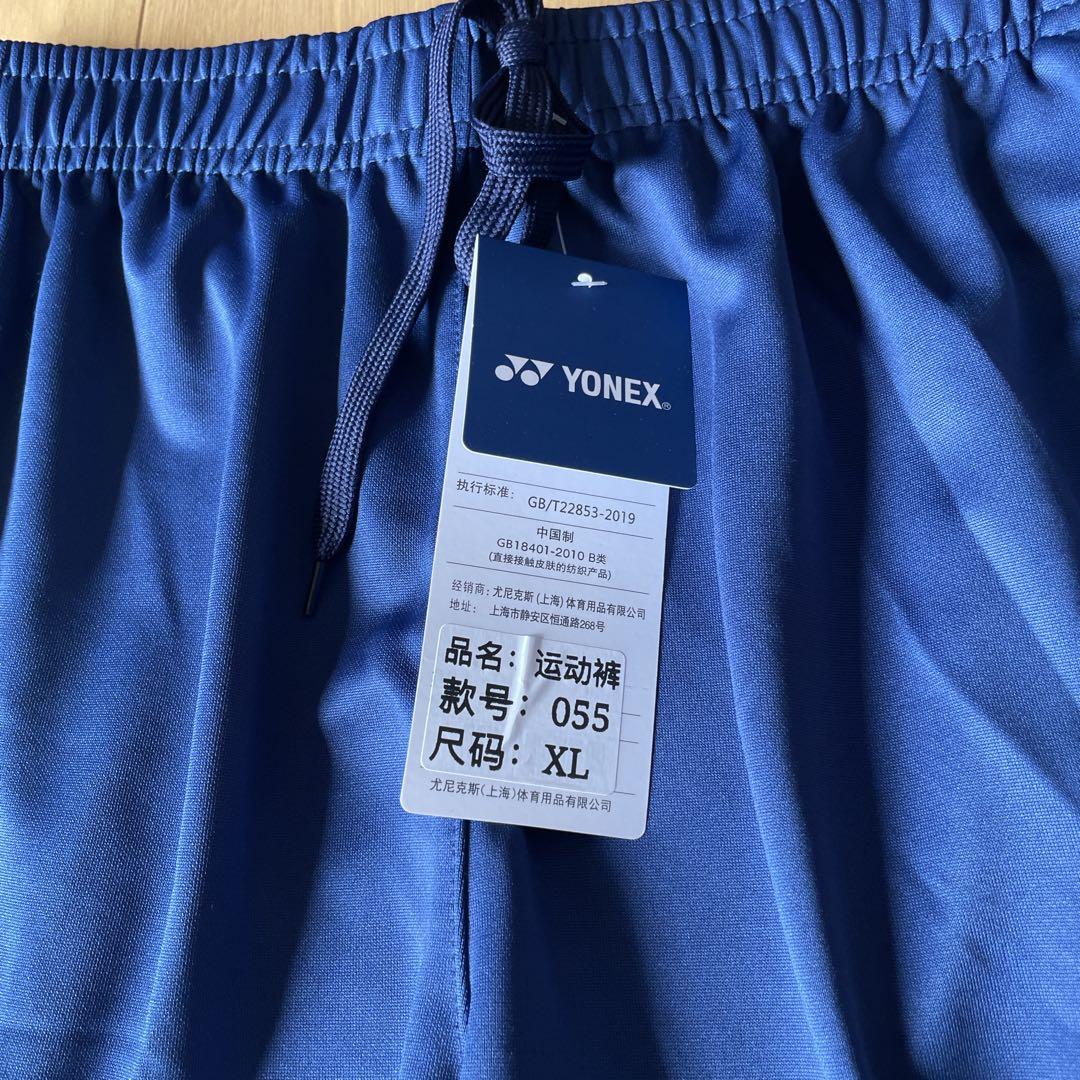 YONEX®
执行标准: GB/T22853-2019
中国制
GB18401-2010 B类
(直接接触皮肤的纺织产品)
经销商: 尤尼克斯 (上海) 体育用品有限公司
地址: 上海市静安区恒通路268号
品名: 运动裤
款号: 055
尺码: XL
尤尼克斯(上海)体育用品有限公司